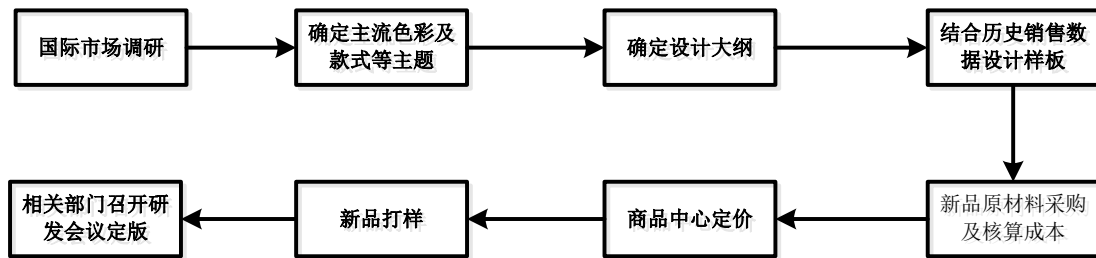 国际市场调研
确定主流色彩及
款式等主题
确定设计大纲
结合历史销售数
据设计样板
新品原材料采购
及核算成本
商品中心定价
新品打样
相关部门召开研
发会议定版